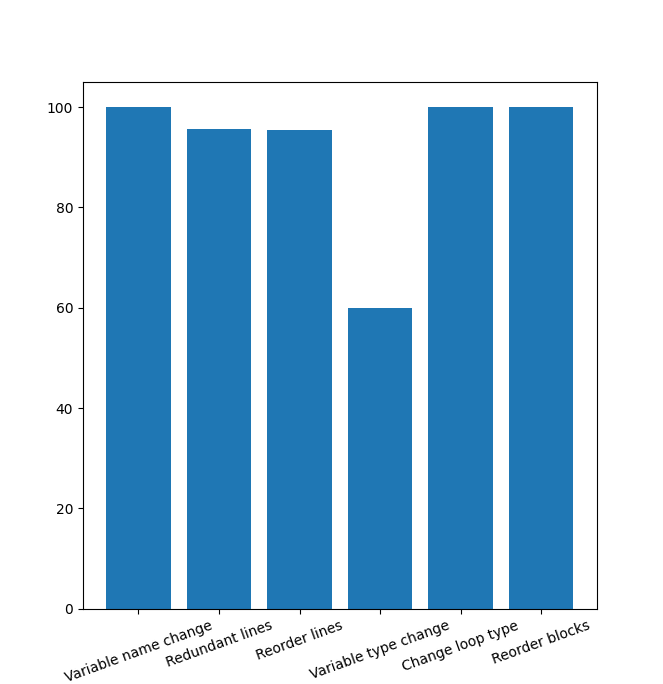 100
80
60
40
20
0
Variable name change
Redundant lines
Reorder lines
Variable type change
Change loop type
Reorder blocks